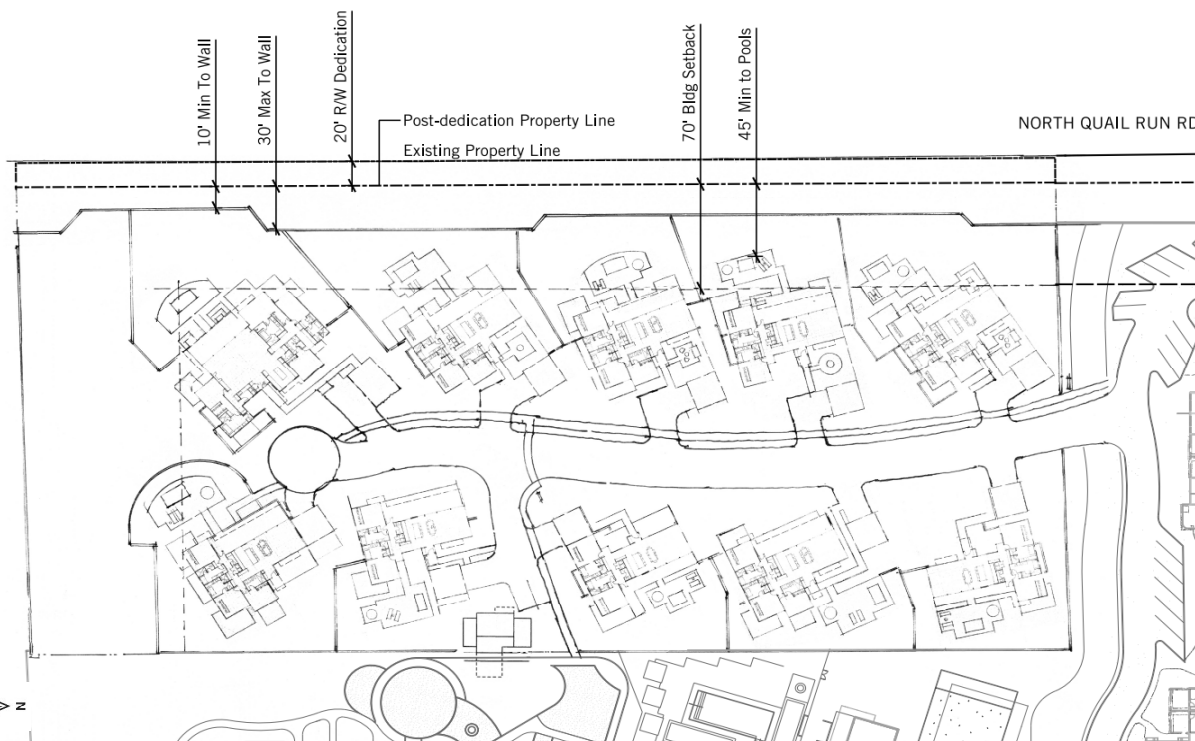 10' Min To Wall
30' Max To Wall
20' R/W Dedication
70' Bldg Setback
45' Min to Pools
Post-dedication Property Line
Existing Property Line
NORTH QUAIL RUN RD
N